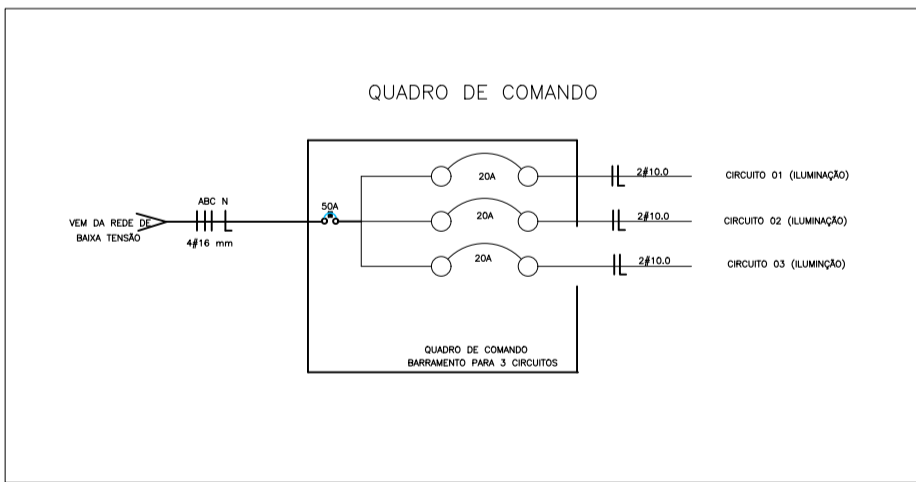 QUADRO DE COMANDO
ABC N
VEM DA REDE DE
BAIXA TENSÃO
4#16 mm
50A
20A
2#10.0
CIRCUITO 01 (ILUMINAÇÃO)
20A
2#10.0
CIRCUITO 02 (ILUMINAÇÃO)
20A
2#10.0
CIRCUITO 03 (ILUMINÇÃO)
QUADRO DE COMANDO
BARRAMENTO PARA 3 CIRCUITOS